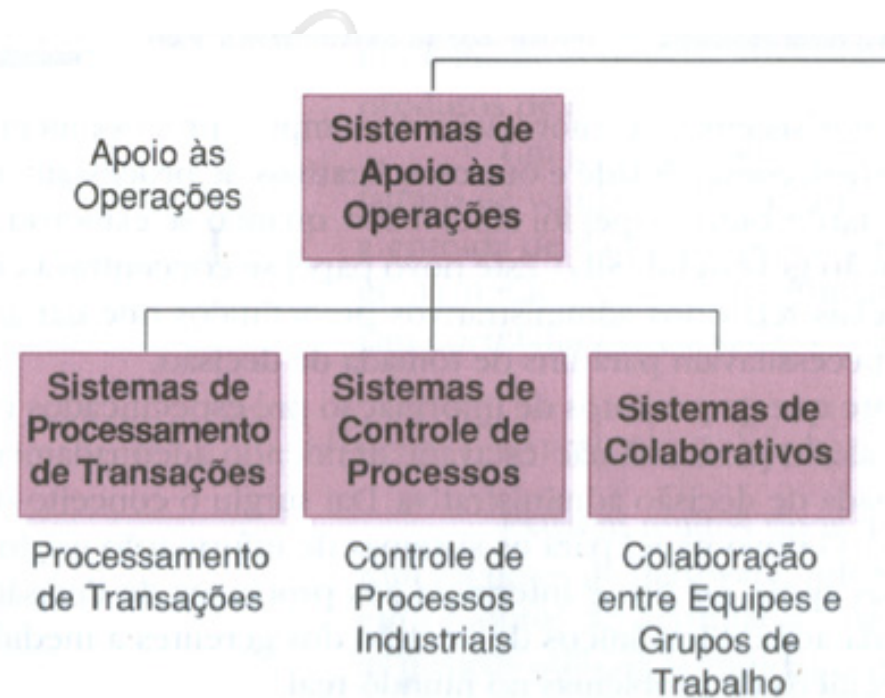 Apoio às
Operações
Sistemas de
Apoio às
Operações
Sistemas de
Processamento
de Transações
Sistemas de
Controle de
Processos
Sistemas de
Colaborativos
Processamento
de Transações
Controle de
Processos
Industriais
Colaboração
entre Equipes e
Grupos de
Trabalho